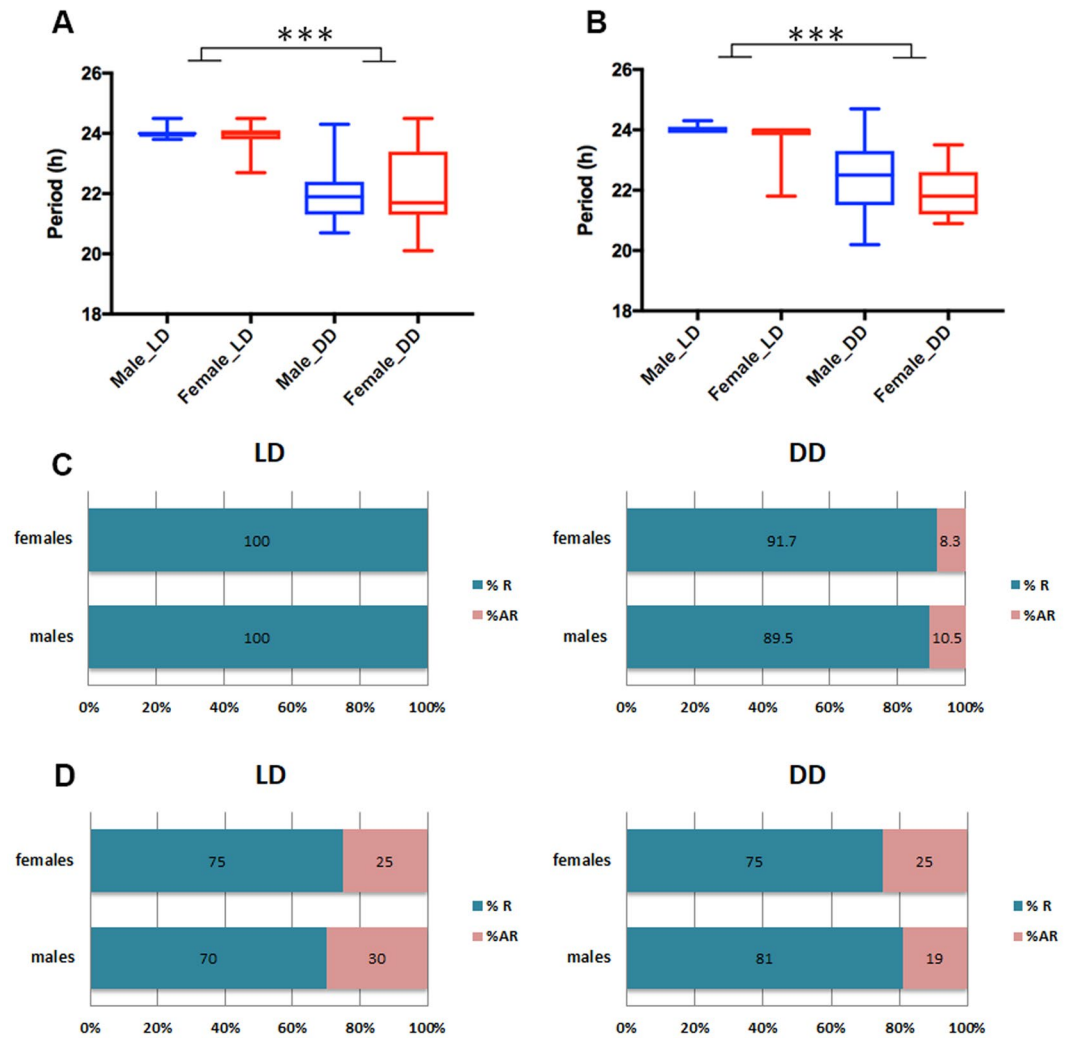 A
***
Period (h)
26
24
22
20
18
Male_LD
Female_LD
Male_DD
Female_DD
B
***
Period (h)
26
24
22
20
18
Male_LD
Female_LD
Male_DD
Female_DD
C
LD
females
100
males
100
0% 20% 40% 60% 80% 100%
% R
%AR
DD
females
91.7 8.3
males
89.5 10.5
0% 20% 40% 60% 80% 100%
% R
%AR
D
LD
females
75 25
males
70 30
0% 20% 40% 60% 80% 100%
% R
%AR
DD
females
75 25
males
81 19
0% 20% 40% 60% 80% 100%
% R
%AR